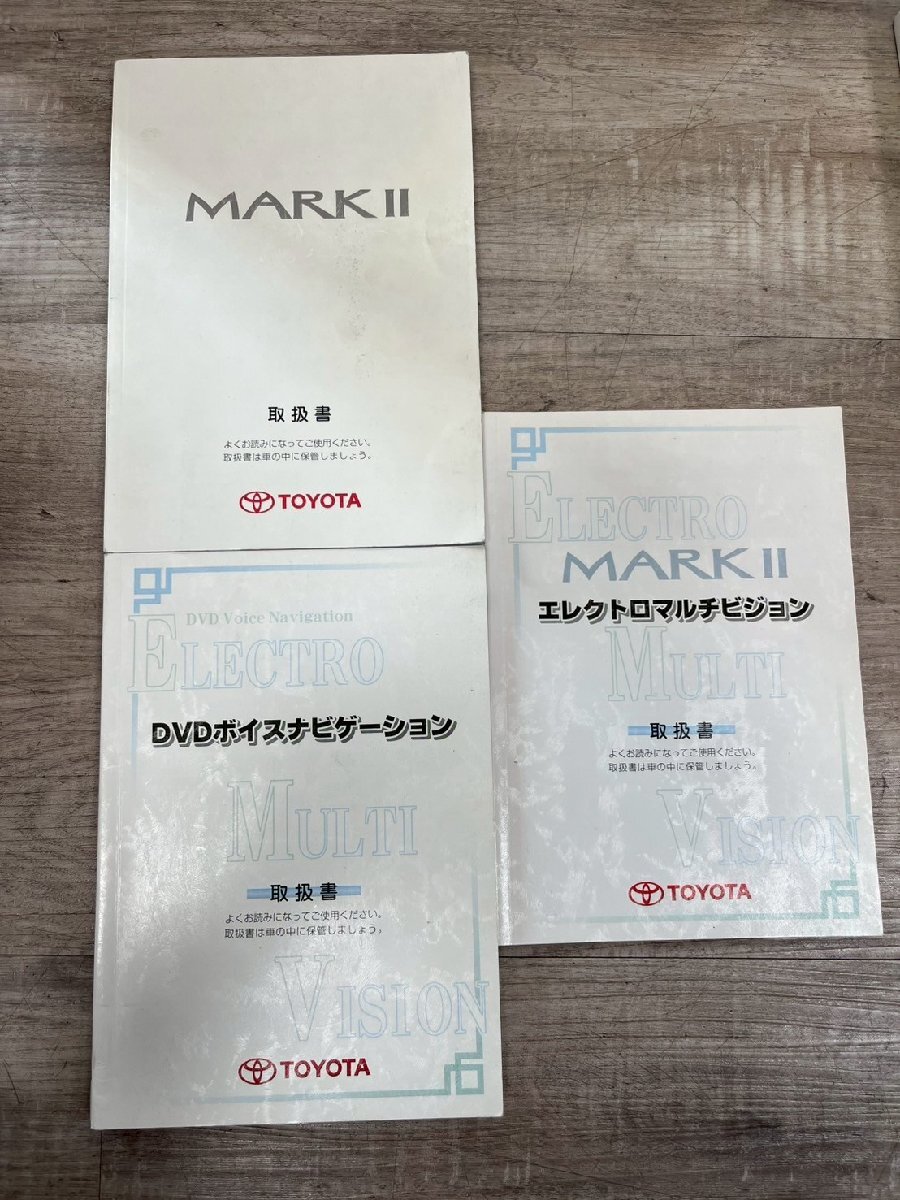 MARK II
取扱書
よくお読みになってご使用ください。
取扱書は車の中に保管しましょう。
TOYOTA
DVD Voice Navigation
ELECTRO
DVDボイスナビゲーション
MULTI
取扱書
よくお読みになってご使用ください。
取扱書は車の中に保管しましょう。
VISION
TOYOTA
ELECTRO
MARK II
エレクトロマルチビジョン
MULTI
取扱書
よくお読みになってご使用ください。
取扱書は車の中に保管しましょう。
VISION
TOYOTA